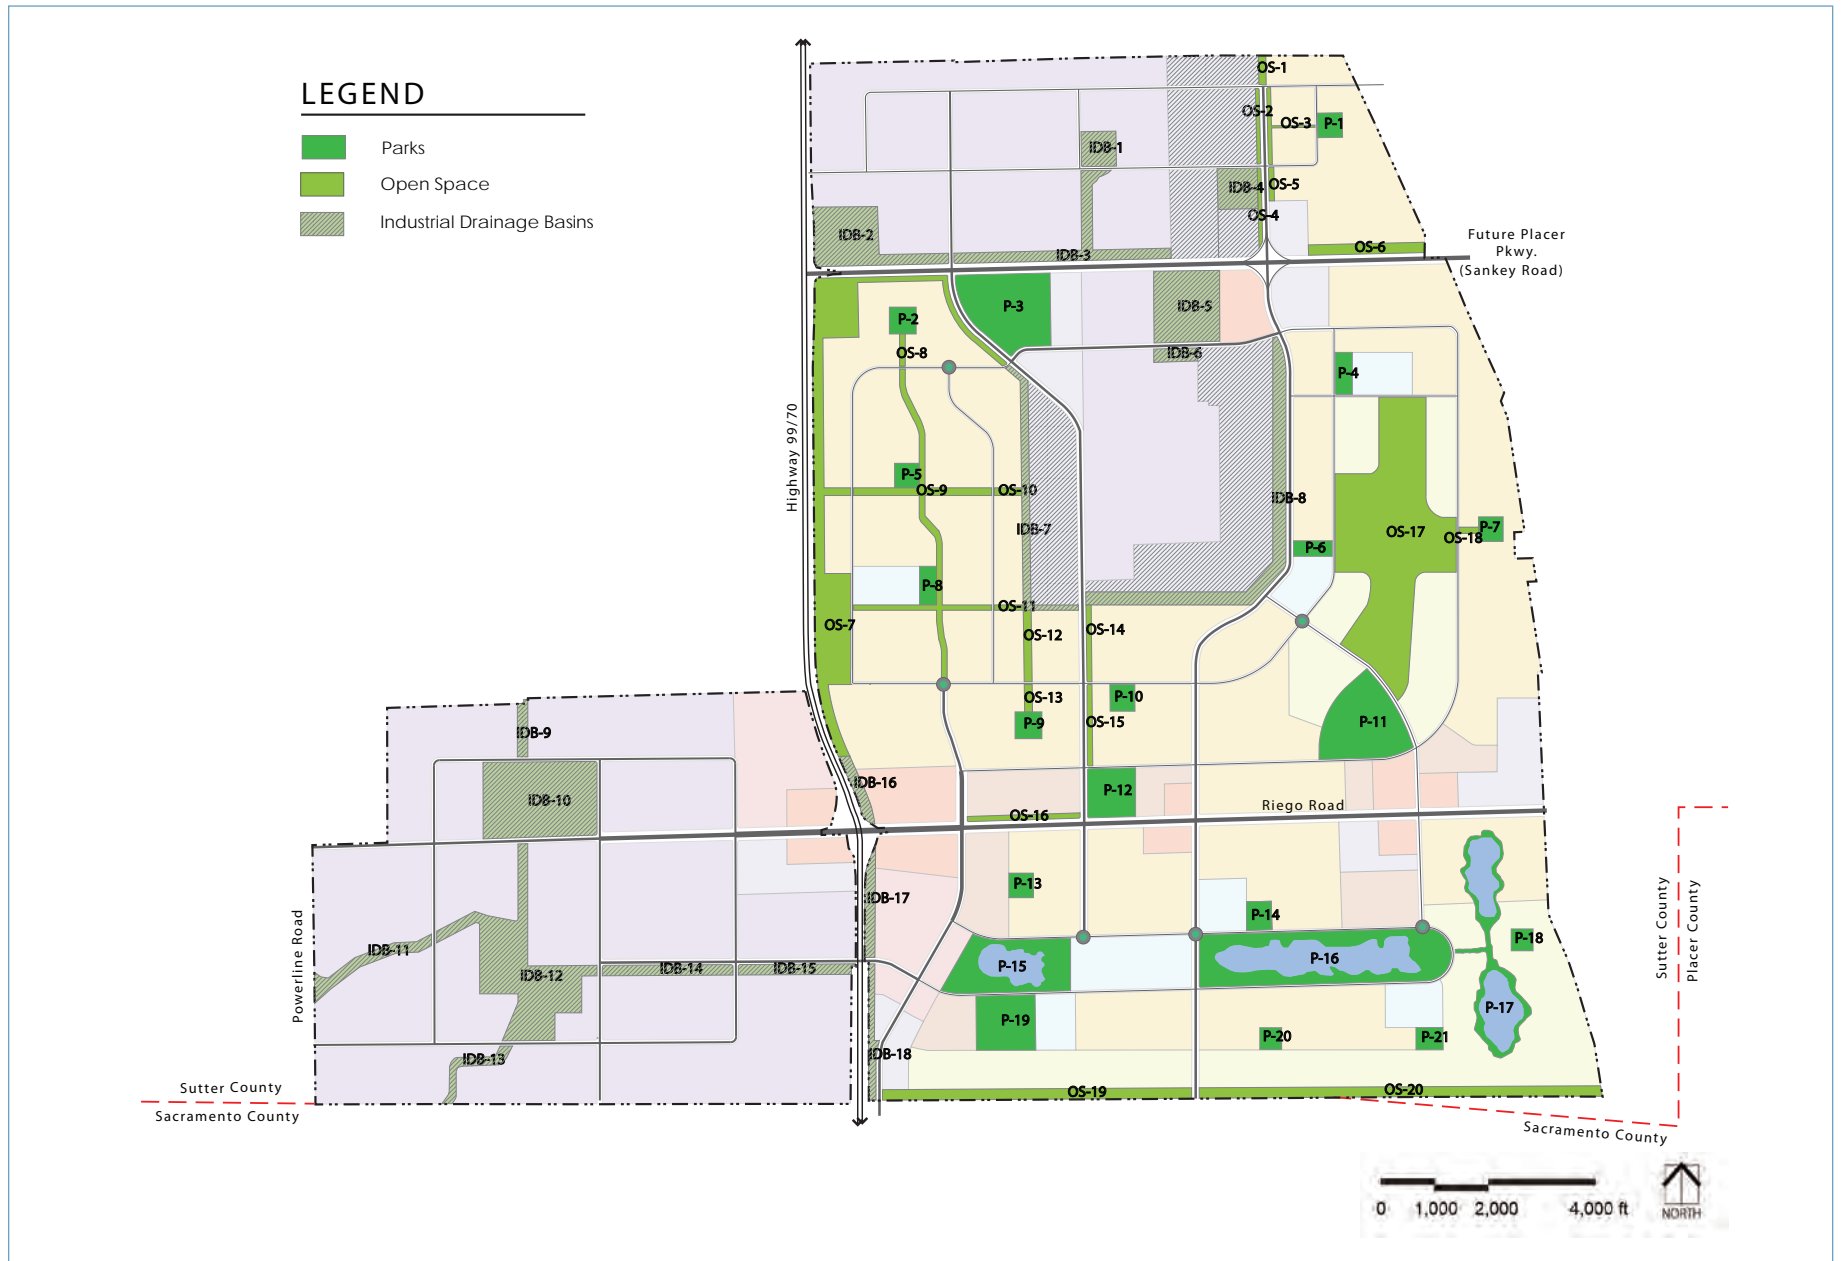 LEGEND
Parks
Open Space
Industrial Drainage Basins
OS-1
OS-2
OS-3
P-1
IDB-1
IDB-4
OS-5
OS-4
IDB-2
IDB-3
OS-6
Future Placer
Pkwy.
(Sankey Road)
P-2
P-3
IDB-5
OS-8
IDB-6
P-4
Highway 99/70
P-5
OS-9
OS-10
IDB-7
IDB-8
OS-17
OS-18
P-7
P-6
P-8
OS-11
OS-7
OS-12
OS-14
OS-13
P-10
P-9
OS-15
P-11
IDB-9
IDB-10
IDB-16
P-12
OS-16
Riego Road
P-13
IDB-17
P-14
P-18
Powerline Road
IDB-11
IDB-12
IDB-14
IDB-15
P-15
P-16
P-17
P-19
P-20
P-21
IDB-13
IDB-18
OS-19
OS-20
Sutter County
Sacramento County
Sutter County
Placer County
Sacramento County
0 1,000 2,000 4,000 ft
NORTH